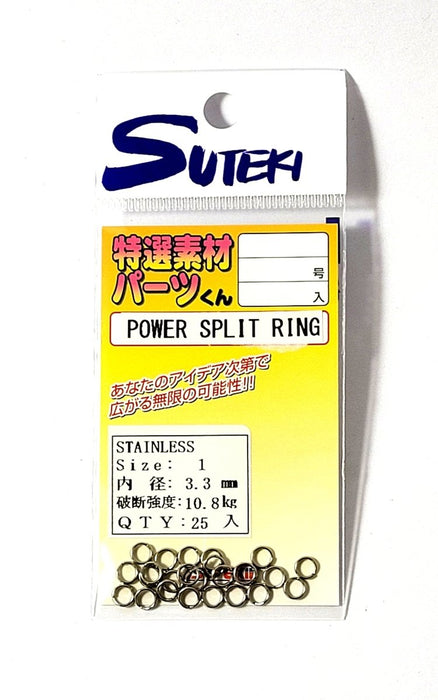 SUTEKI
特選素材
パーツくん
号
入
POWER SPLIT RING
あなたのアイデア次第で
広がる無限の可能性!!
STAINLESS
Size: 1
内 径: 3.3 mm
破断強度: 10.8kg
QTY: 25 入